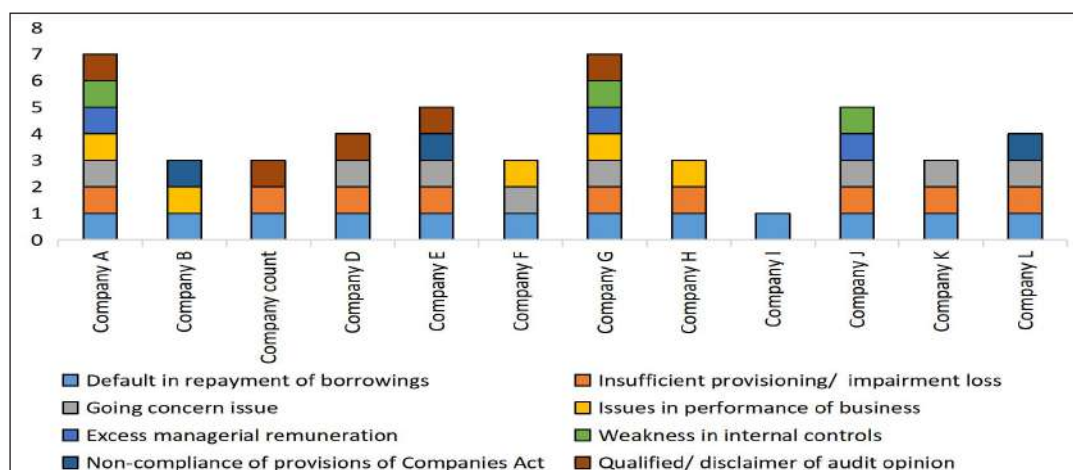 8
7
6
5
4
3
2
1
0
Company A
Company B
Company count
Company D
Company E
Company F
Company G
Company H
Company I
Company J
Company K
Company L
Default in repayment of borrowings
Insufficient provisioning/ impairment loss
Going concern issue
Issues in performance of business
Excess managerial remuneration
Weakness in internal controls
Non-compliance of provisions of Companies Act
Qualified/ disclaimer of audit opinion